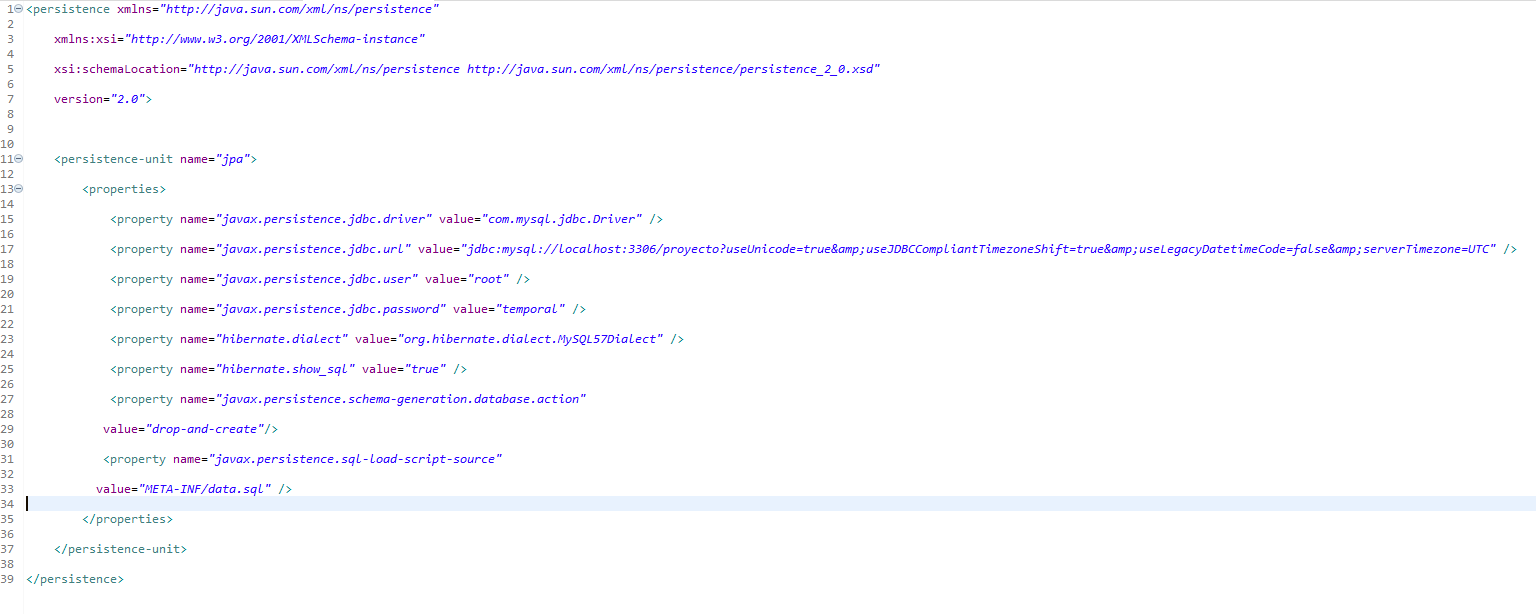 1 <persistence xmlns="http://java.sun.com/xml/ns/persistence"
2
3 xmlns:xsi="http://www.w3.org/2001/XMLSchema-instance"
4
5 xsi:schemaLocation="http://java.sun.com/xml/ns/persistence http://java.sun.com/xml/ns/persistence/persistence_2_0.xsd"
6
7 version="2.0">
8
9
10
11 <persistence-unit name="jpa">
12
13 <properties>
14
15 <property name="javax.persistence.jdbc.driver" value="com.mysql.jdbc.Driver" />
16
17 <property name="javax.persistence.jdbc.url" value="jdbc:mysql://localhost:3306/proyecto?useUnicode=true&amp;useJDBCCompliantTimezoneShift=true&amp;useLegacyDatetimeCode=false&amp;serverTimezone=UTC" />
18
19 <property name="javax.persistence.jdbc.user" value="root" />
20
21 <property name="javax.persistence.jdbc.password" value="temporal" />
22
23 <property name="hibernate.dialect" value="org.hibernate.dialect.MySQL57Dialect" />
24
25 <property name="hibernate.show_sql" value="true" />
26
27 <property name="javax.persistence.schema-generation.database.action"
28
29 value="drop-and-create"/>
30
31 <property name="javax.persistence.sql-load-script-source"
32
33 value="META-INF/data.sql" />
34
35 </properties>
36
37 </persistence-unit>
38
39 </persistence>